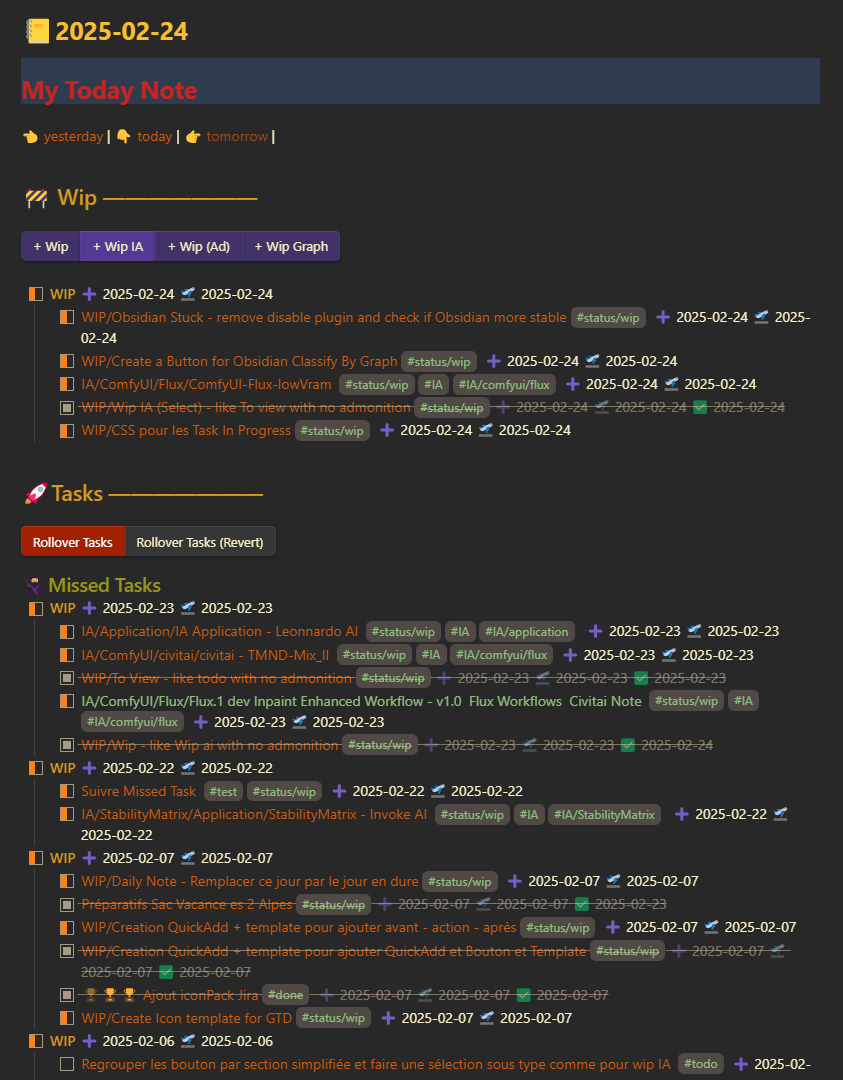 📒 2025-02-24
My Today Note
👈 yesterday | 👇 today | 👉 tomorrow |
🚧 Wip ———————
+ Wip + Wip IA + Wip (Ad) + Wip Graph
WIP ➕ 2025-02-24 🛫 2025-02-24
WIP/Obsidian Stuck - remove disable plugin and check if Obsidian more stable #status/wip ➕ 2025-02-24 🛫 2025-
02-24
WIP/Create a Button for Obsidian Classify By Graph #status/wip ➕ 2025-02-24 🛫 2025-02-24
IA/ComfyUI/Flux/ComfyUI-Flux-lowVram #status/wip #IA #IA/comfyui/flux ➕ 2025-02-24 🛫 2025-02-24
WIP/Wip IA (Select) - like To view with no admonition #status/wip ➕ 2025-02-24 🛫 2025-02-24 ✅ 2025-02-24
WIP/CSS pour les Task In Progress #status/wip ➕ 2025-02-24 🛫 2025-02-24
🚀 Tasks ———————
Rollover Tasks Rollover Tasks (Revert)
Missed Tasks
WIP ➕ 2025-02-23 🛫 2025-02-23
IA/Application/IA Application - Leonnardo AI #status/wip #IA #IA/application ➕ 2025-02-23 🛫 2025-02-23
IA/ComfyUI/civitai/civitai - TMND-Mix_II #status/wip #IA #IA/comfyui/flux ➕ 2025-02-23 🛫 2025-02-23
WIP/To View - like todo with no admonition #status/wip ➕ 2025-02-23 🛫 2025-02-23 ✅ 2025-02-23
IA/ComfyUI/Flux/Flux.1 dev Inpaint Enhanced Workflow - v1.0 Flux Workflows Civitai Note #status/wip #IA
#IA/comfyui/flux ➕ 2025-02-23 🛫 2025-02-23
WIP/Wip - like Wip ai with no admonition #status/wip ➕ 2025-02-23 🛫 2025-02-23 ✅ 2025-02-24
WIP ➕ 2025-02-22 🛫 2025-02-22
Suivre Missed Task #test #status/wip ➕ 2025-02-22 🛫 2025-02-22
IA/StabilityMatrix/Application/StabilityMatrix - Invoke AI #status/wip #IA #IA/StabilityMatrix ➕ 2025-02-22 🛫
2025-02-22
WIP ➕ 2025-02-07 🛫 2025-02-07
WIP/Daily Note - Remplacer ce jour par le jour en dure #status/wip ➕ 2025-02-07 🛫 2025-02-07
Préparatifs Sac Vacance es 2 Alpes #status/wip ➕ 2025-02-07 🛫 2025-02-07 ✅ 2025-02-23
WIP/Creation QuickAdd + template pour ajouter avant - action - après #status/wip ➕ 2025-02-07 🛫 2025-02-07
WIP/Creation QuickAdd + template pour ajouter QuickAdd et Bouton et Template #status/wip ➕ 2025-02-07 🛫
2025-02-07 ✅ 2025-02-07
🏆 🏆 🏆 Ajout iconPack Jira #done ➕ 2025-02-07 🛫 2025-02-07 ✅ 2025-02-07
WIP/Create Icon template for GTD #status/wip ➕ 2025-02-07 🛫 2025-02-07
WIP ➕ 2025-02-06 🛫 2025-02-06
Regrouper les bouton par section simplifiée et faire une sélection sous type comme pour wip IA #todo ➕ 2025-02-